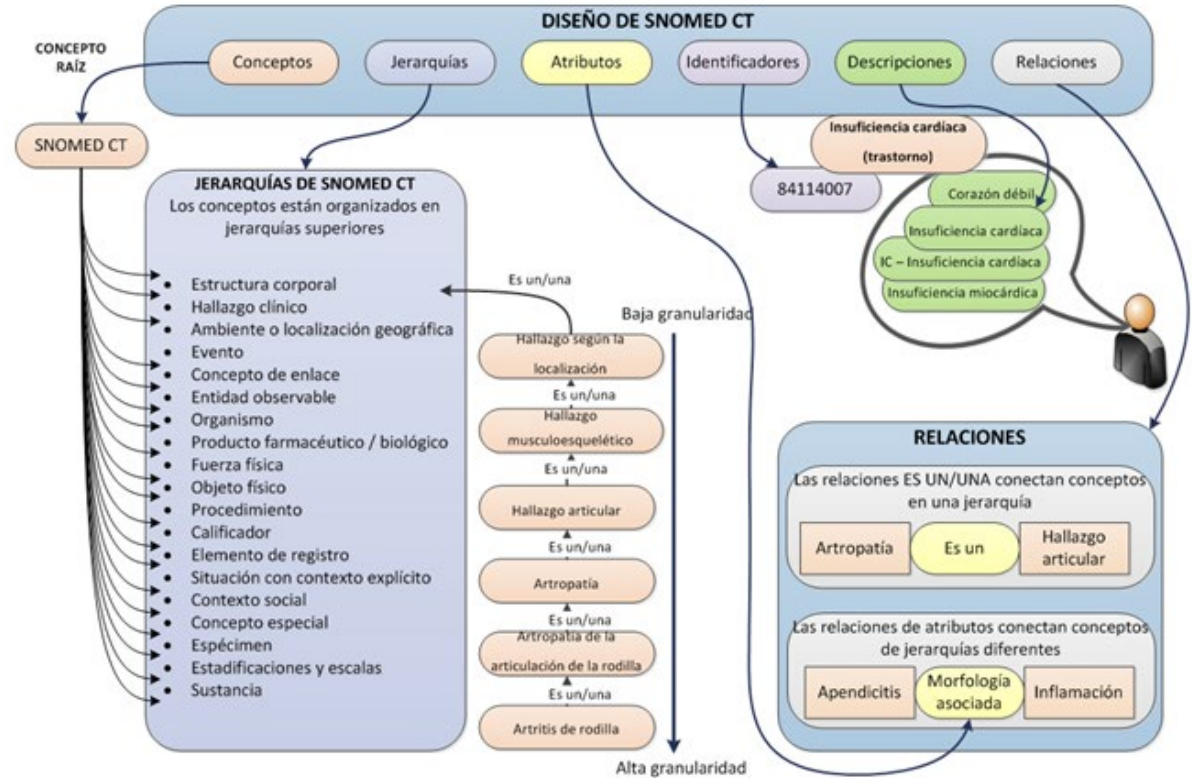 DISEÑO DE SNOMED CT
CONCEPTO
RAÍZ
Conceptos
Jerarquías
Atributos
Identificadores
Descripciones
Relaciones
SNOMED CT
Insuficiencia cardíaca
(trastorno)
84114007
Corazón débil
Insuficiencia cardíaca
IC – Insuficiencia cardíaca
Insuficiencia miocárdica
JERARQUÍAS DE SNOMED CT
Los conceptos están organizados en
jerarquías superiores
• Estructura corporal
• Hallazgo clínico
• Ambiente o localización geográfica
• Evento
• Concepto de enlace
• Entidad observable
• Organismo
• Producto farmacéutico / biológico
• Fuerza física
• Objeto físico
• Procedimiento
• Calificador
• Elemento de registro
• Situación con contexto explícito
• Contexto social
• Concepto especial
• Espécimen
• Estadificaciones y escalas
• Sustancia
Es un/una
Baja granularidad
Hallazgo según la
localización
Es un/una
Hallazgo
musculoesquelético
Es un/una
Hallazgo articular
Es un/una
Artropatía
Es un/una
Artropatía de la
articulación de la rodilla
Es un/una
Artritis de rodilla
Alta granularidad
RELACIONES
Las relaciones ES UN/UNA conectan conceptos
en una jerarquía
Artropatía
Es un
Hallazgo
articular
Las relaciones de atributos conectan conceptos
de jerarquías diferentes
Apendicitis
Morfología
asociada
Inflamación